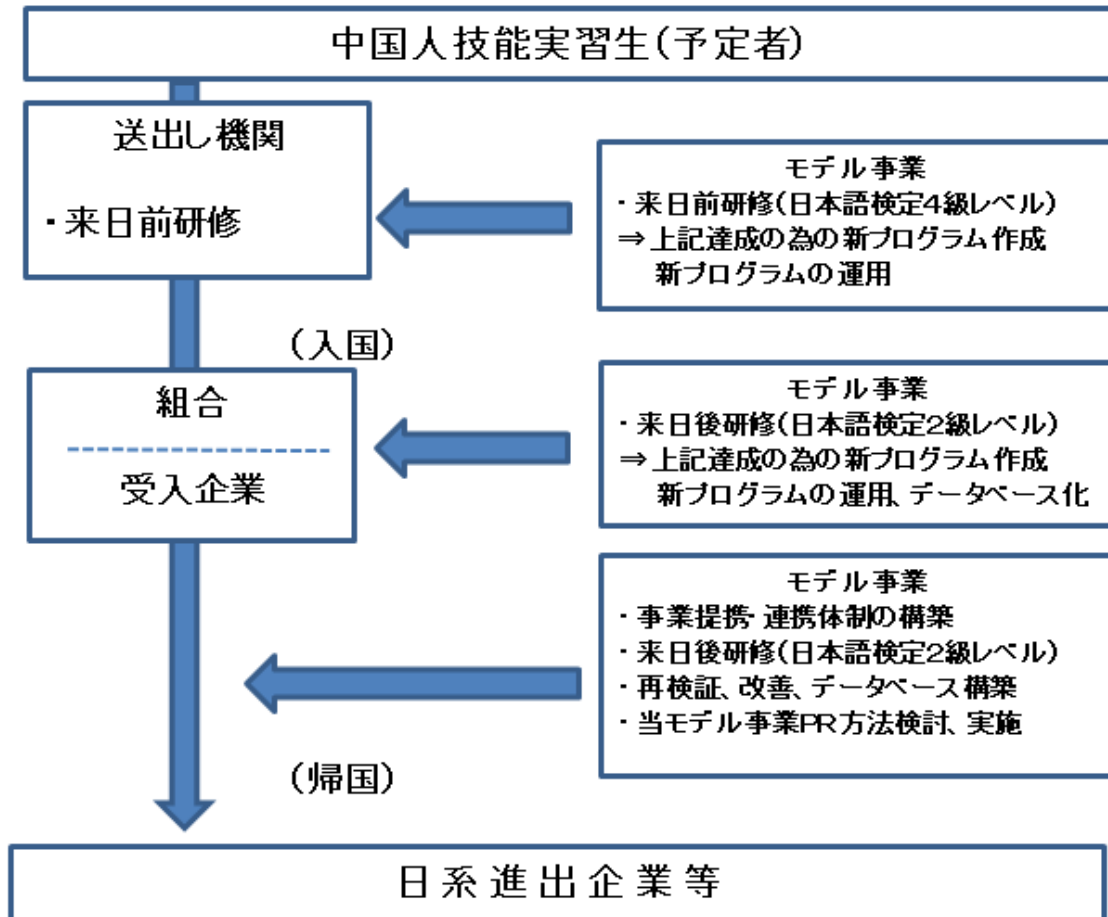 中国人技能実習生(予定者)
送出し機関
・来日前研修
モデル事業
・来日前研修(日本語検定4級レベル)
⇒上記達成の為の新プログラム作成
新プログラムの運用
(入国)
組合
受入企業
モデル事業
・来日後研修(日本語検定2級レベル)
⇒上記達成の為の新プログラム作成
新プログラムの運用、データベース化
モデル事業
・事業提携・連携体制の構築
・来日後研修(日本語検定2級レベル)
・再検証、改善、データベース構築
・当モデル事業PR方法検討、実施
(帰国)
日系進出企業等